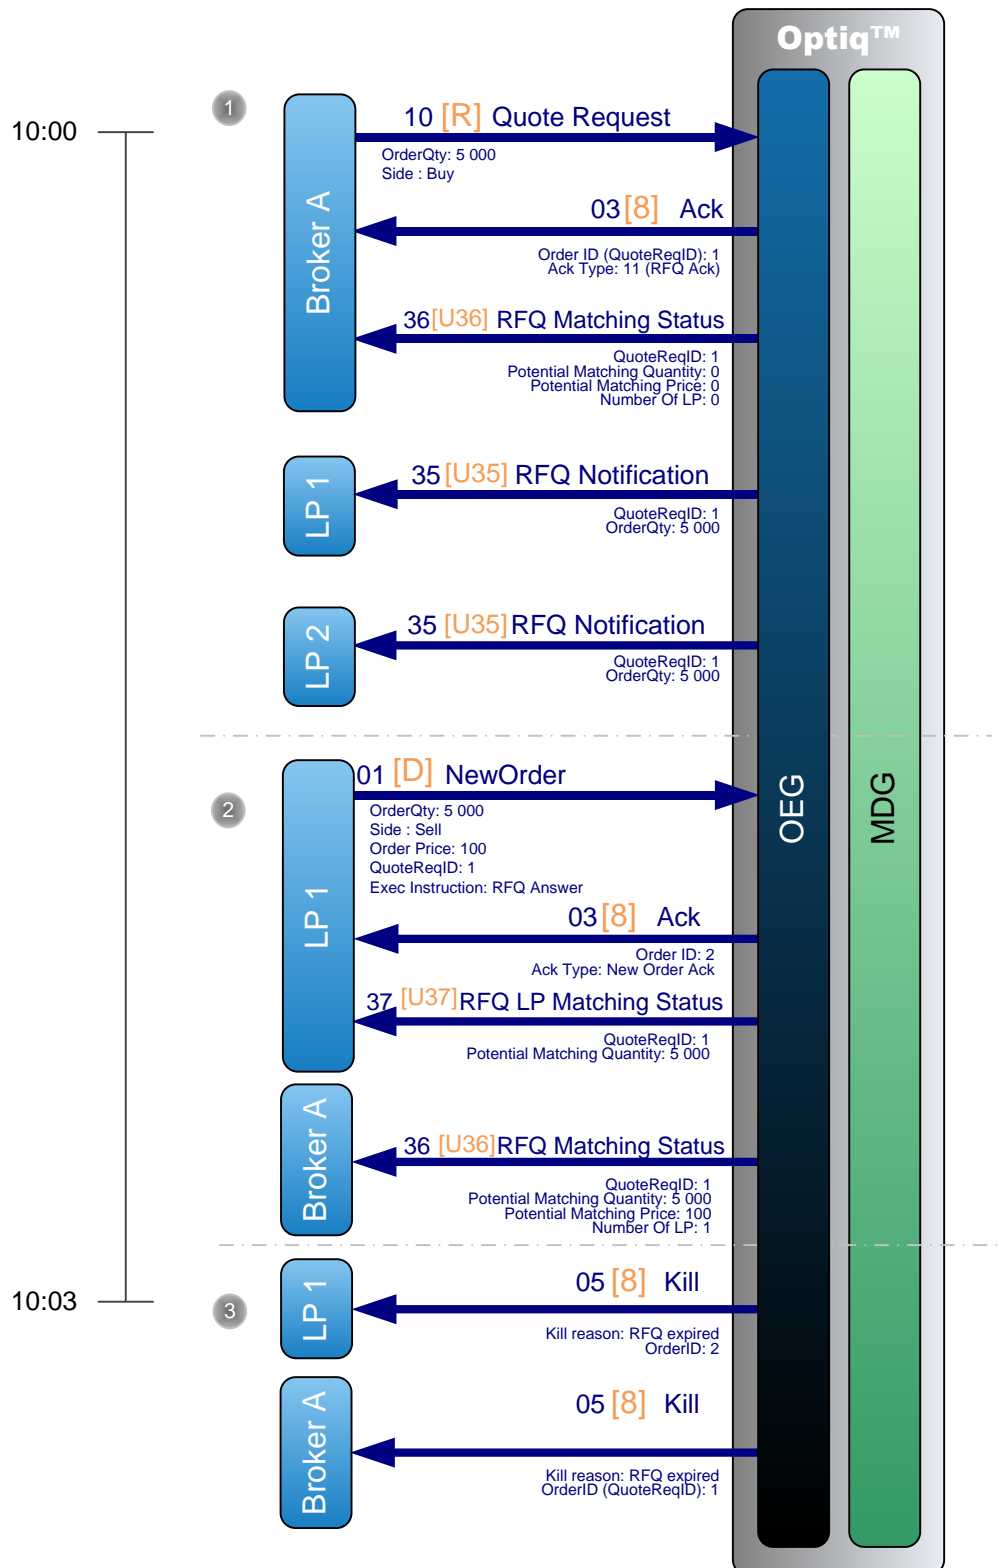 Optiq™
1
10:00
Broker A
10 [R] Quote Request
OrderQty: 5 000
Side : Buy
03 [8] Ack
Order ID (QuoteReqID): 1
Ack Type: 11 (RFQ Ack)
36 [U36] RFQ Matching Status
QuoteReqID: 1
Potential Matching Quantity: 0
Potential Matching Price: 0
Number Of LP: 0
LP 1
35 [U35] RFQ Notification
QuoteReqID: 1
OrderQty: 5 000
LP 2
35 [U35] RFQ Notification
QuoteReqID: 1
OrderQty: 5 000
OEG
MDG
2
LP 1
01 [D] NewOrder
OrderQty: 5 000
Side : Sell
Order Price: 100
QuoteReqID: 1
Exec Instruction: RFQ Answer
03 [8] Ack
Order ID: 2
Ack Type: New Order Ack
37 [U37] RFQ LP Matching Status
QuoteReqID: 1
Potential Matching Quantity: 5 000
Broker A
36 [U36] RFQ Matching Status
QuoteReqID: 1
Potential Matching Quantity: 5 000
Potential Matching Price: 100
Number Of LP: 1
10:03
3
LP 1
05 [8] Kill
Kill reason: RFQ expired
OrderID: 2
Broker A
05 [8] Kill
Kill reason: RFQ expired
OrderID (QuoteReqID): 1